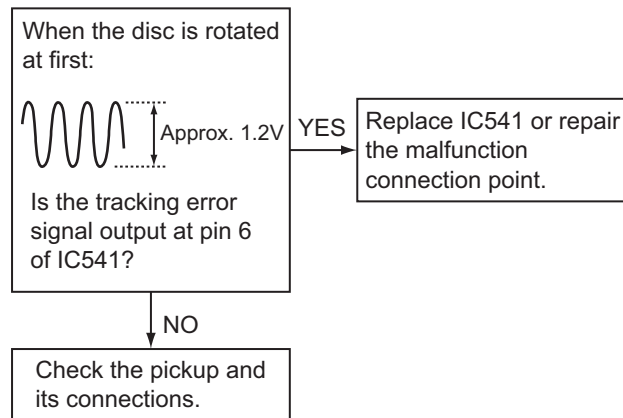 When the disc is rotated
at first:
Approx. 1.2V
Is the tracking error
signal output at pin 6
of IC541?
YES
Replace IC541 or repair
the malfunction
connection point.
NO
Check the pickup and
its connections.